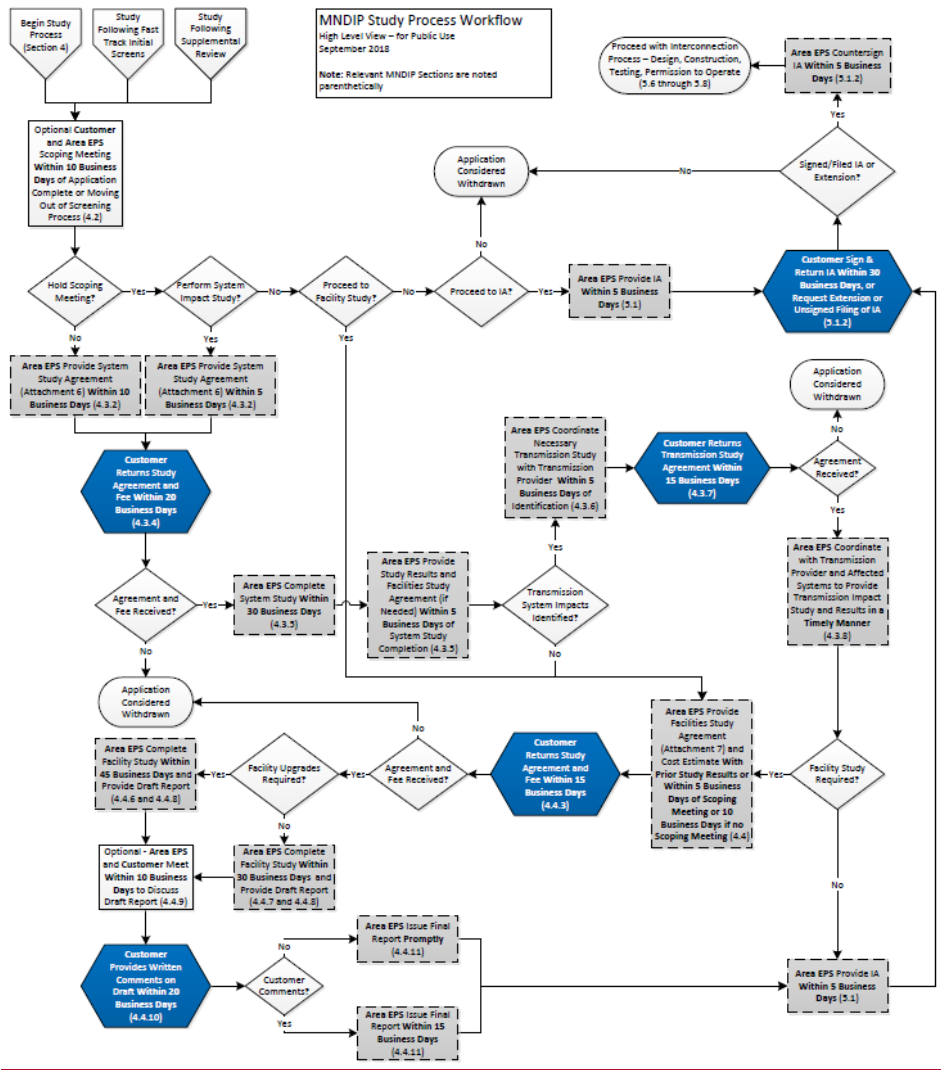 Begin Study
Process
(Section 4)
Study
Following Fast
Track Initial
Screens
Study
Following
Supplemental
Review
MNDIP Study Process Workflow
High Level View – for Public Use
September 2018
Note: Relevant MNDIP Sections are noted
parenthetically
Proceed with Interconnection
Process – Design, Construction,
Testing, Permission to Operate
(5.6 through 5.8)
Area EPS Countersign
IA Within 5 Business
Days (5.1.2)
Yes
Optional Customer
and Area EPS
Scoping Meeting
Within 10 Business
Days of Application
Complete or Moving
Out of Screening
Process (4.2)
Application
Considered
Withdrawn
No
Signed/Filed IA or
Extension?
No
Hold Scoping
Meeting?
Yes
Perform System
Impact Study?
No
Proceed to
Facility Study?
No
Proceed to IA?
Yes
Area EPS Provide IA
Within 5 Business
Days (5.1)
Customer Sign &
Return IA Within 30
Business Days, or
Request Extension or
Unsigned Filing of IA
(5.1.2)
No
Yes
Yes
Area EPS Provide System
Study Agreement
(Attachment 6) Within 10
Business Days (4.3.2)
Area EPS Provide System
Study Agreement
(Attachment 6) Within 5
Business Days (4.3.2)
Application
Considered
Withdrawn
No
Customer
Returns Study
Agreement and
Fee Within 20
Business Days
(4.3.4)
Area EPS Coordinate
Necessary
Transmission Study
with Transmission
Provider Within 5
Business Days of
Identification (4.3.6)
Customer Returns
Transmission Study
Agreement Within
15 Business Days
(4.3.7)
Agreement
Received?
Yes
Yes
Agreement and
Fee Received?
Yes
Area EPS Complete
System Study Within
30 Business Days
(4.3.5)
Area EPS Provide
Study Results and
Facilities Study
Agreement (if
Needed) Within 5
Business Days of
System Study
Completion (4.3.5)
Transmission
System Impacts
Identified?
Area EPS Coordinate
with Transmission
Provider and Affected
Systems to Provide
Transmission Impact
Study and Results in a
Timely Manner
(4.3.8)
No
No
Application
Considered
Withdrawn
No
Area EPS Complete
Facility Study Within
45 Business Days and
Provide Draft Report
(4.4.6 and 4.4.8)
Yes
Facility Upgrades
Required?
Yes
Agreement and
Fee Received?
Customer
Returns Study
Agreement and
Fee Within 15
Business Days
(4.4.3)
Area EPS Provide
Facilities Study
Agreement
(Attachment 7) and
Cost Estimate With
Prior Study Results or
Within 5 Business
Days of Scoping
Meeting or 10
Business Days if no
Scoping Meeting (4.4)
Yes
Facility Study
Required?
No
No
Optional - Area EPS
and Customer Meet
Within 10 Business
Days to Discuss
Draft Report (4.4.9)
Area EPS Complete
Facility Study Within
30 Business Days and
Provide Draft Report
(4.4.7 and 4.4.8)
Customer
Provides Written
Comments on
Draft Within 20
Business Days
(4.4.10)
Customer
Comments?
No
Area EPS Issue Final
Report Promptly
(4.4.11)
Yes
Area EPS Issue Final
Report Within 15
Business Days
(4.4.11)
Area EPS Provide IA
Within 5 Business
Days (5.1)